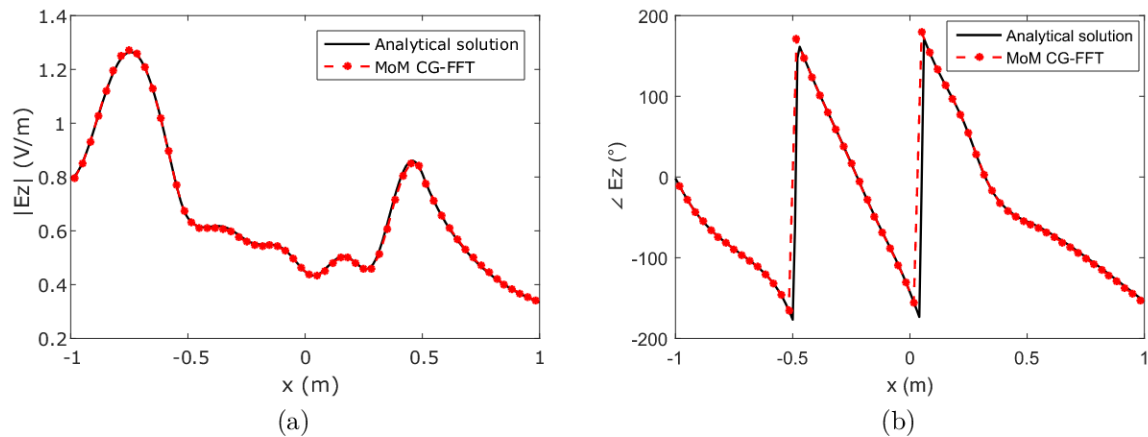 1.4
1.2
1
0.8
0.6
0.4
0.2
|Ez| (V/m)
Analytical solution
MoM CG-FFT
-1
-0.5
0
0.5
1
x (m)
(a)
200
100
0
-100
-200
∠ Ez (°)
Analytical solution
MoM CG-FFT
-1
-0.5
0
0.5
1
x (m)
(b)